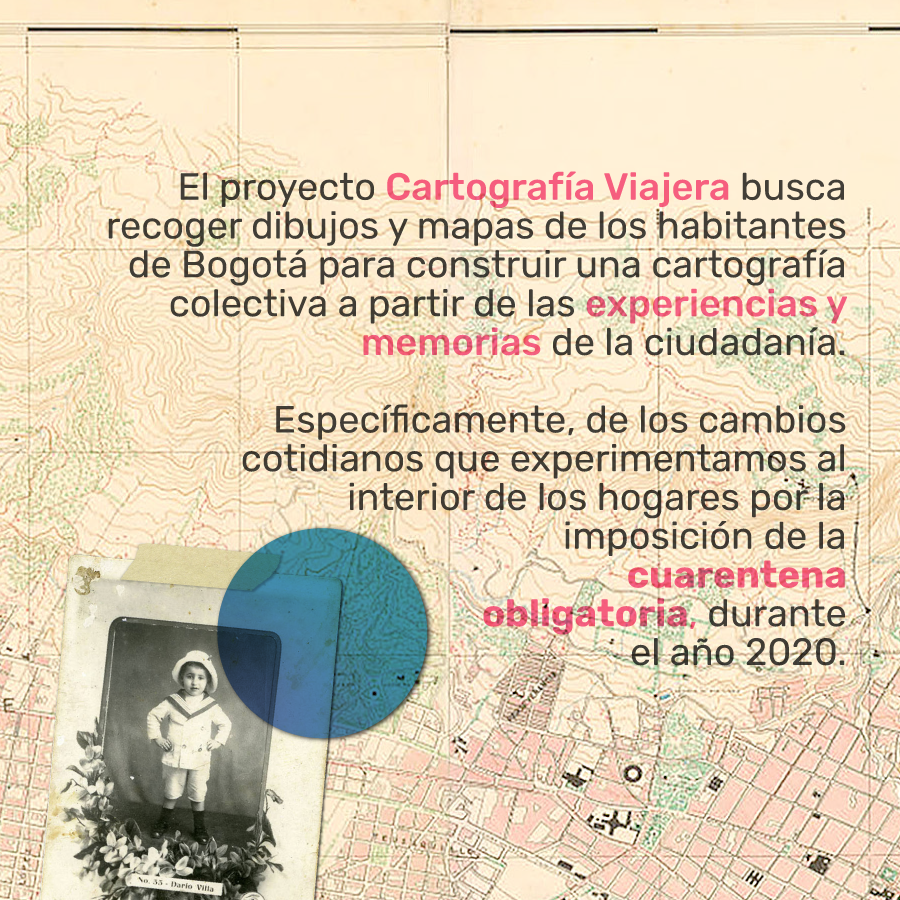 El proyecto Cartografía Viajera busca
recoger dibujos y mapas de los habitantes
de Bogotá para construir una cartografía
colectiva a partir de las experiencias y
memorias de la ciudadanía.
Específicamente, de los cambios
cotidianos que experimentamos al
interior de los hogares por la
imposición de la
cuarentena
obligatoria, durante
el año 2020.
No. 55 - Dario Villa